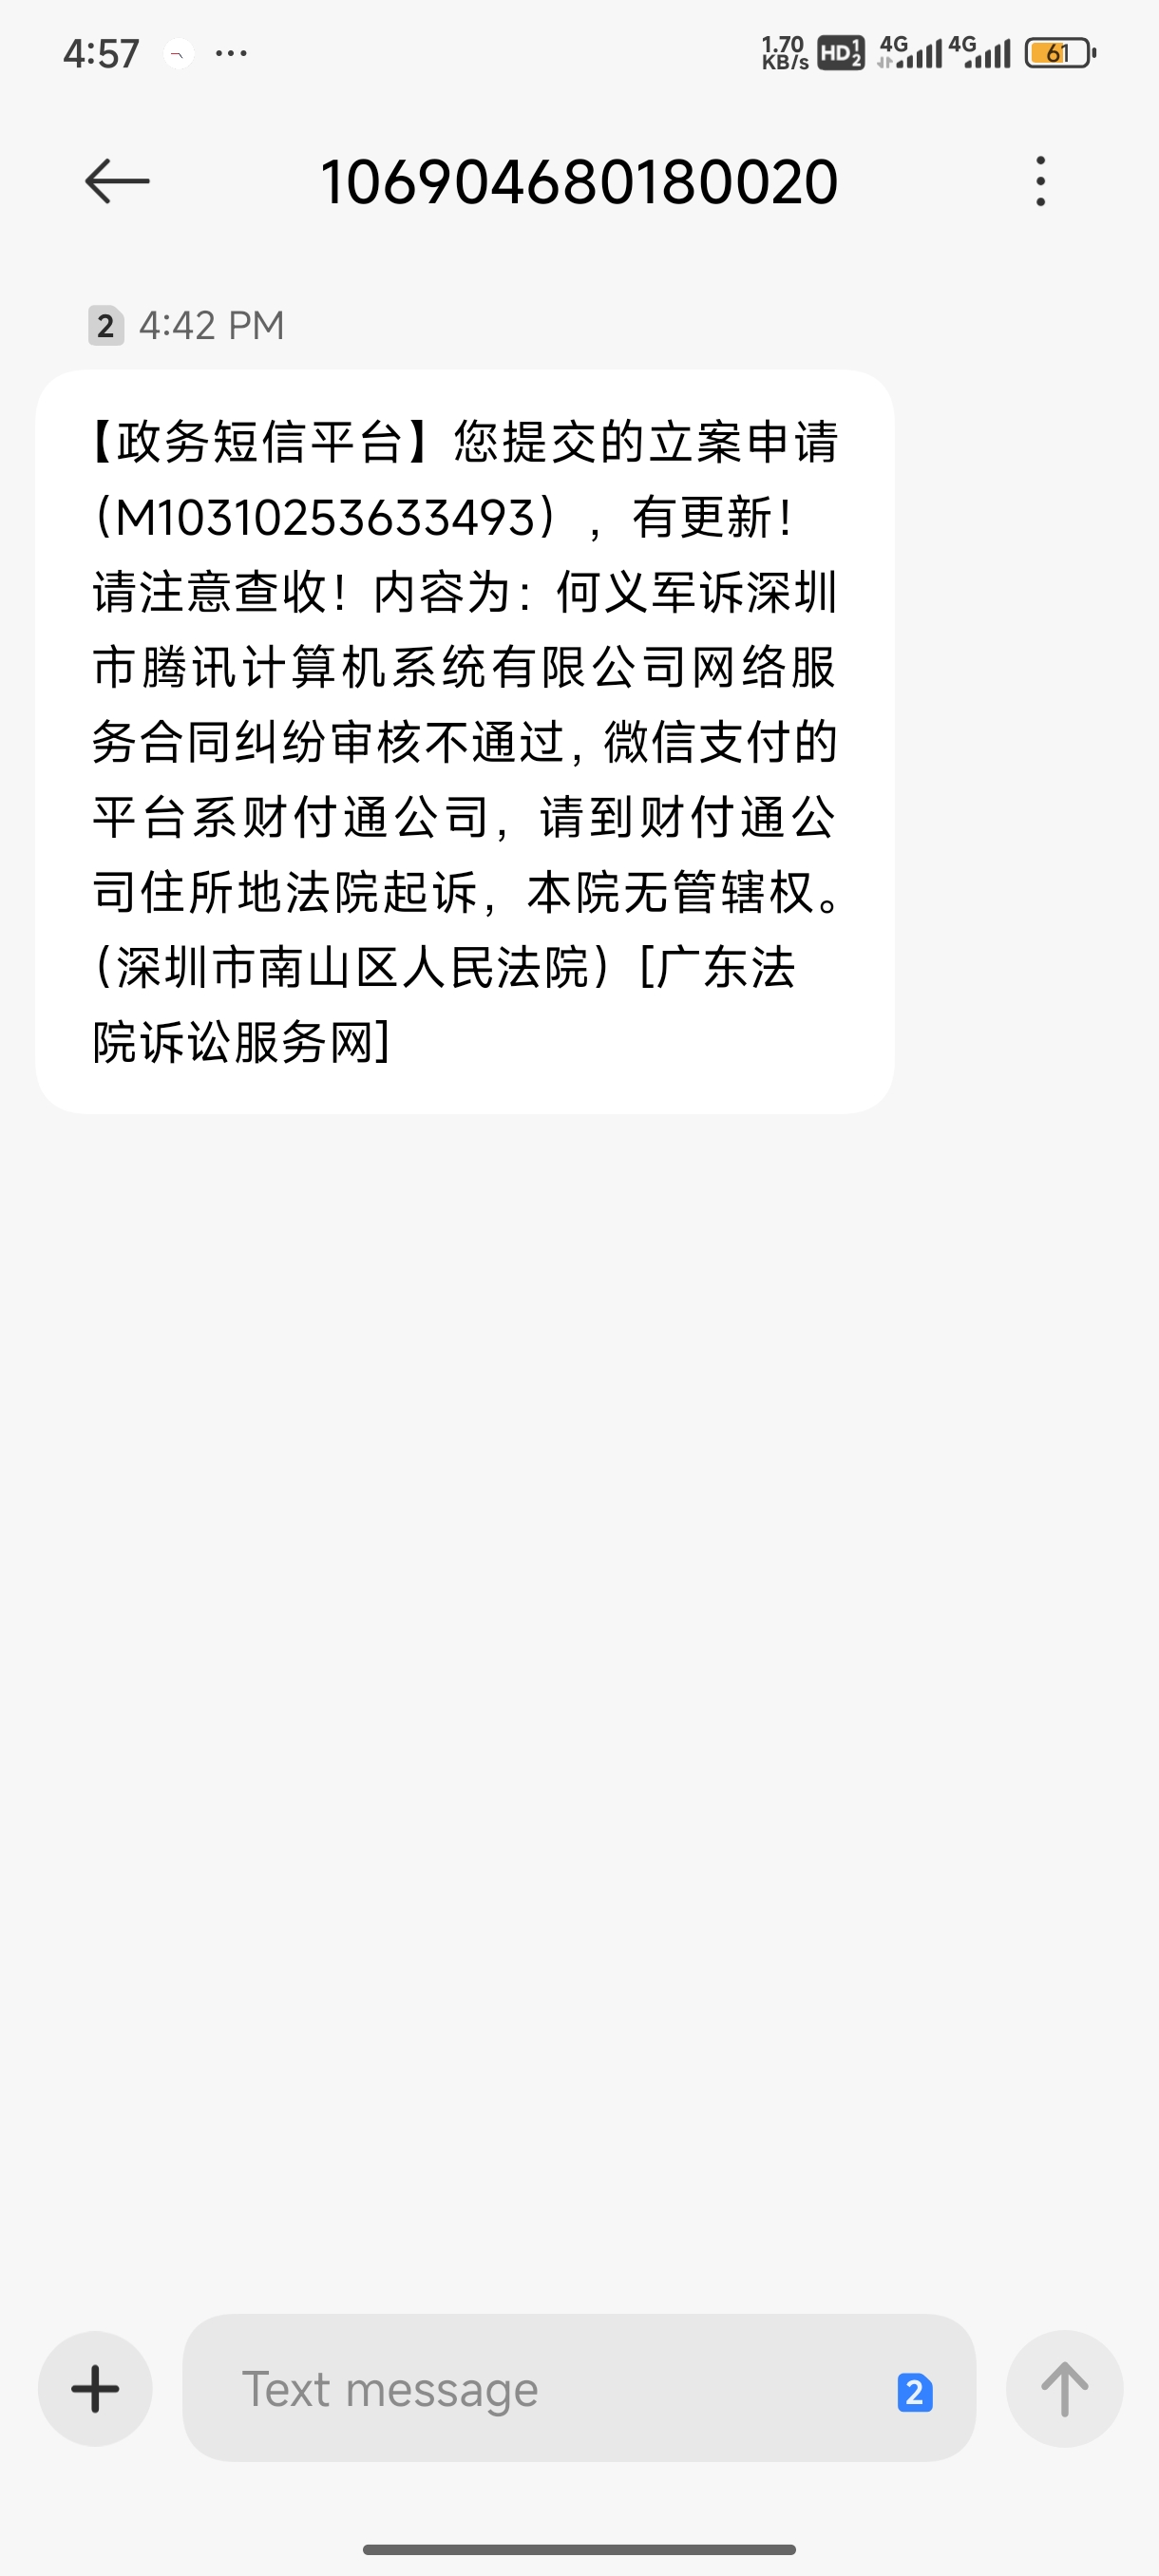 4:57 ... 1.70 KB/s HD 1 2 4G 4G 61
106904680180020
2 4:42 PM
【政务短信平台】您提交的立案申请
(M10310253633493)，有更新！
请注意查收！内容为：何义军诉深圳
市腾讯计算机系统有限公司网络服
务合同纠纷审核不通过, 微信支付的
平台系财付通公司，请到财付通公
司住所地法院起诉，本院无管辖权。
（深圳市南山区人民法院）[广东法
院诉讼服务网]
Text message 2